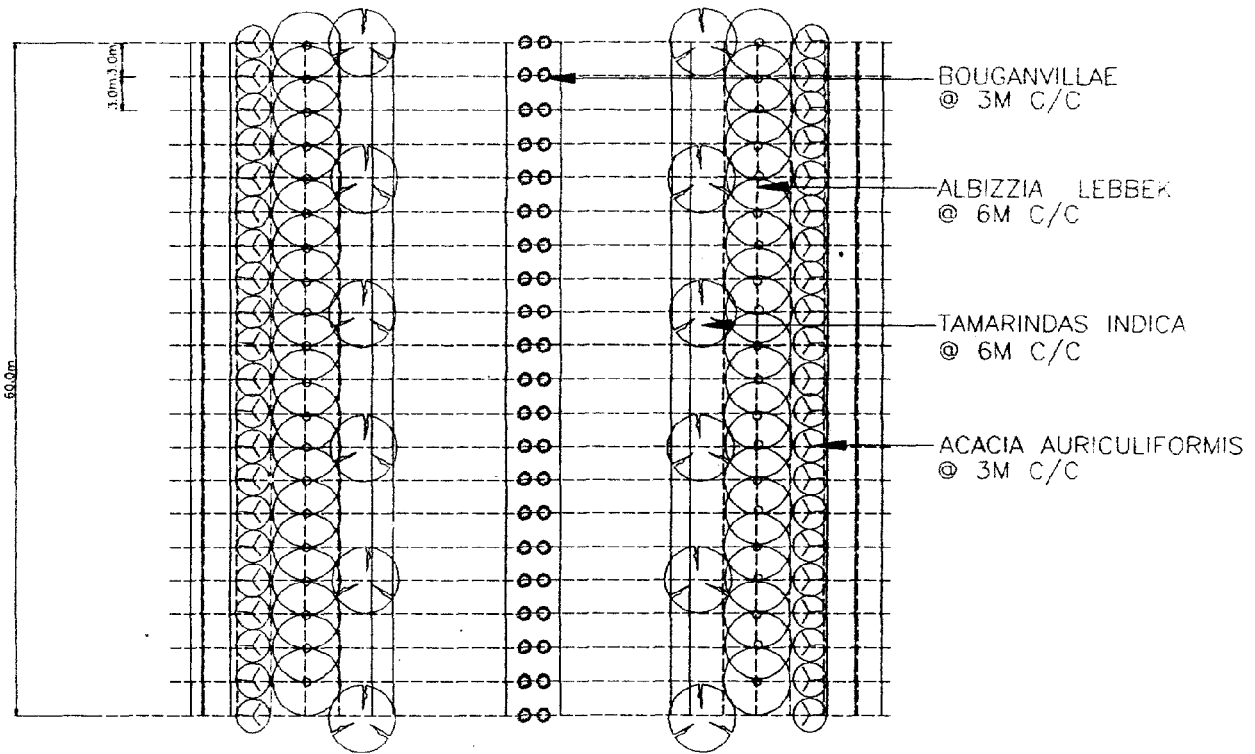 3.0m 3.0m
60.0m
BOUGANVILLAE
@ 3M C/C
ALBIZZIA LEBBEK
@ 6M C/C
TAMARINDAS INDICA
@ 6M C/C
ACACIA AURICULIFORMIS
@ 3M C/C